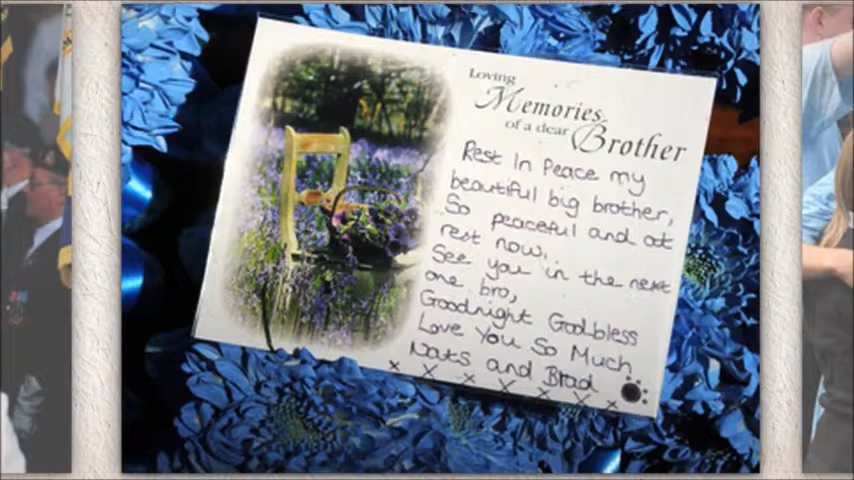 Loving
Memories
of a dear Brother
Rest In Peace my
beautiful big brother,
So peaceful and at
rest now.
See you in the next
one bro,
Goodnight Godbless
Love You So Much
Nats and Brad
x x x x x x x